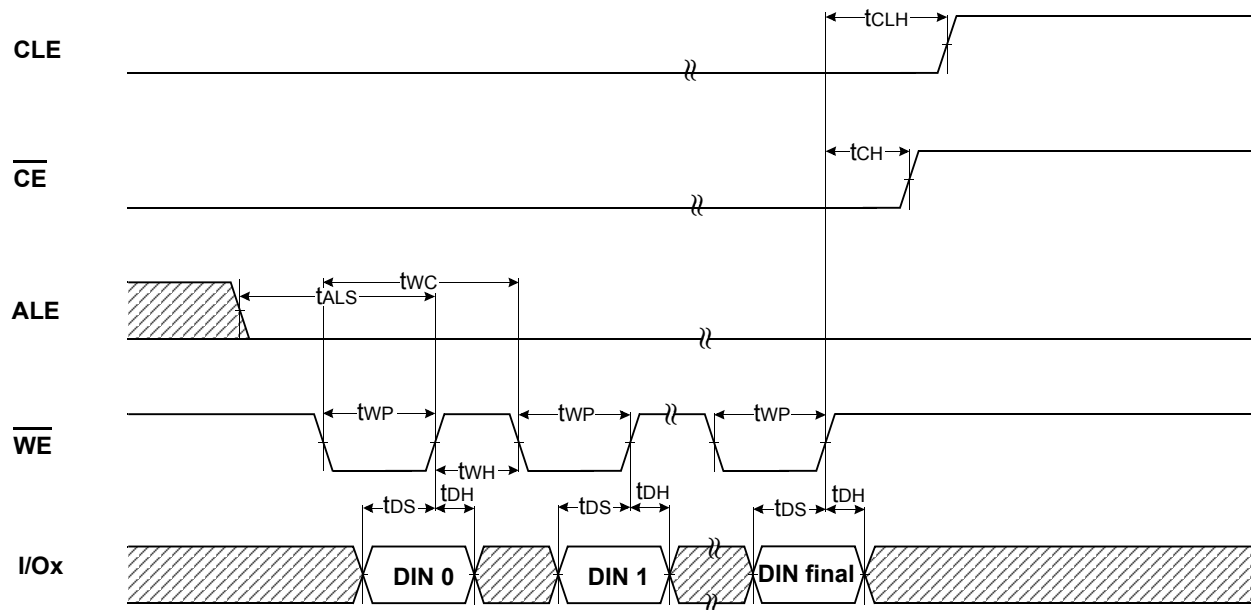 tCLH
CLE
tCH
CE
tWC
tALS
ALE
tWP
tWP
tWP
WE
tWH
tDS
tDH
tDS
tDH
tDS
tDH
I/Ox
DIN 0
DIN 1
DIN final